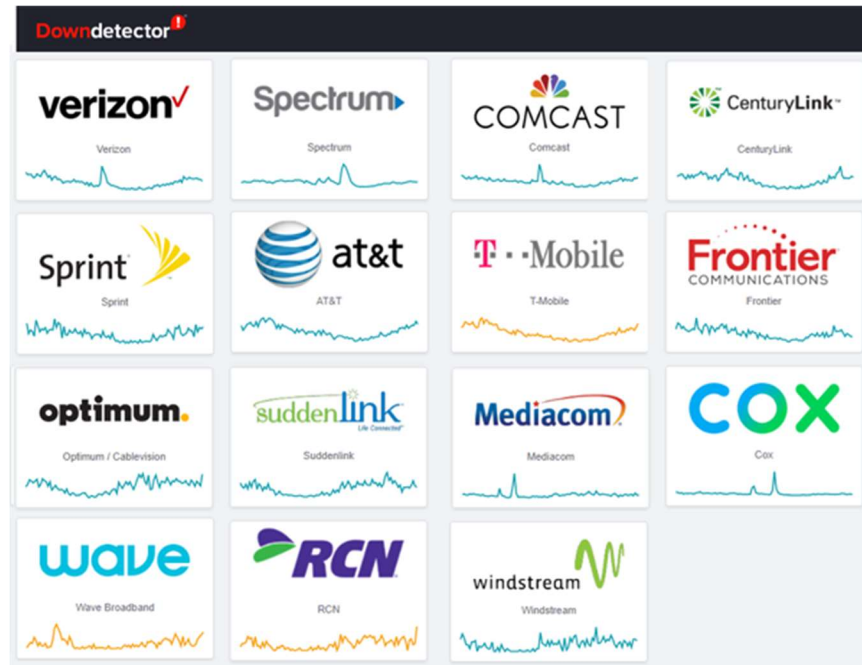 Downdetector!
verizon
Verizon
Spectrum
Spectrum
COMCAST
Comcast
CenturyLink™
CenturyLink
Sprint
Sprint
at&t
AT&T
T··Mobile
T-Mobile
Frontier
COMMUNICATIONS
Frontier
optimum.
Optimum / Cablevision
suddenlink
Life Connected
Suddenlink
Mediacom
Mediacom
COX
Cox
wave
Wave Broadband
RCN
RCN
windstream
Windstream